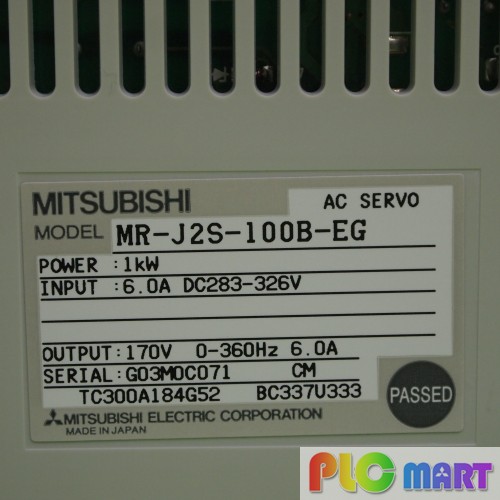 MITSUBISHI AC SERVO
MODEL MR-J2S-100B-EG
POWER :1kW
INPUT :6.0A DC283-326V
OUTPUT:170V 0-360Hz 6.0A
SERIAL:G03M0C071 CM
TC300A184G52 BC337U333
PASSED
MITSUBISHI ELECTRIC CORPORATION
MADE IN JAPAN
PLC MART